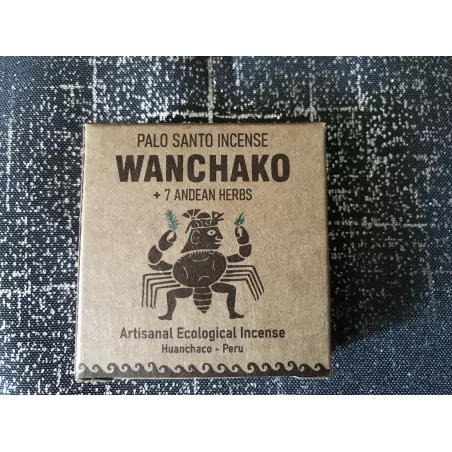 PALO SANTO INCENSE
WANCHAKO
+ 7 ANDEAN HERBS
Artisanal Ecological Incense
Huanchaco - Peru